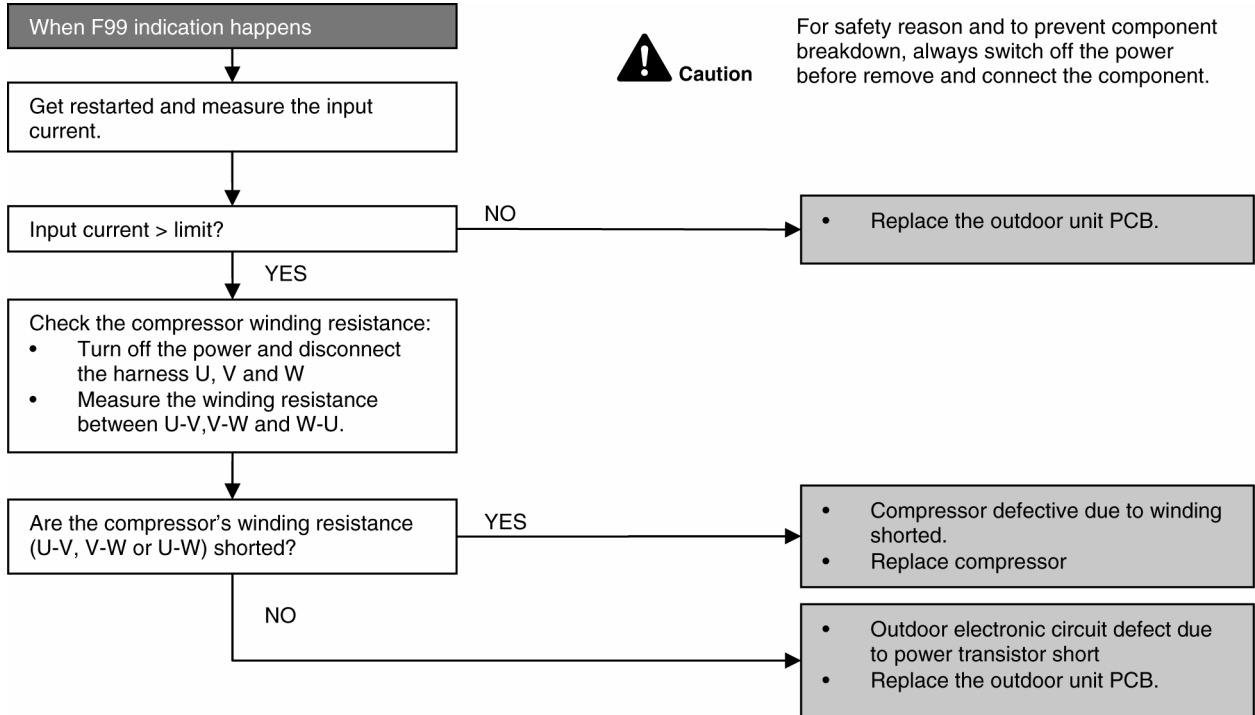 When F99 indication happens
Caution
For safety reason and to prevent component
breakdown, always switch off the power
before remove and connect the component.
Get restarted and measure the input
current.
Input current > limit?
NO
• Replace the outdoor unit PCB.
YES
Check the compressor winding resistance:
• Turn off the power and disconnect
the harness U, V and W
• Measure the winding resistance
between U-V,V-W and W-U.
Are the compressor's winding resistance
(U-V, V-W or U-W) shorted?
YES
• Compressor defective due to winding
shorted.
• Replace compressor
NO
• Outdoor electronic circuit defect due
to power transistor short
• Replace the outdoor unit PCB.